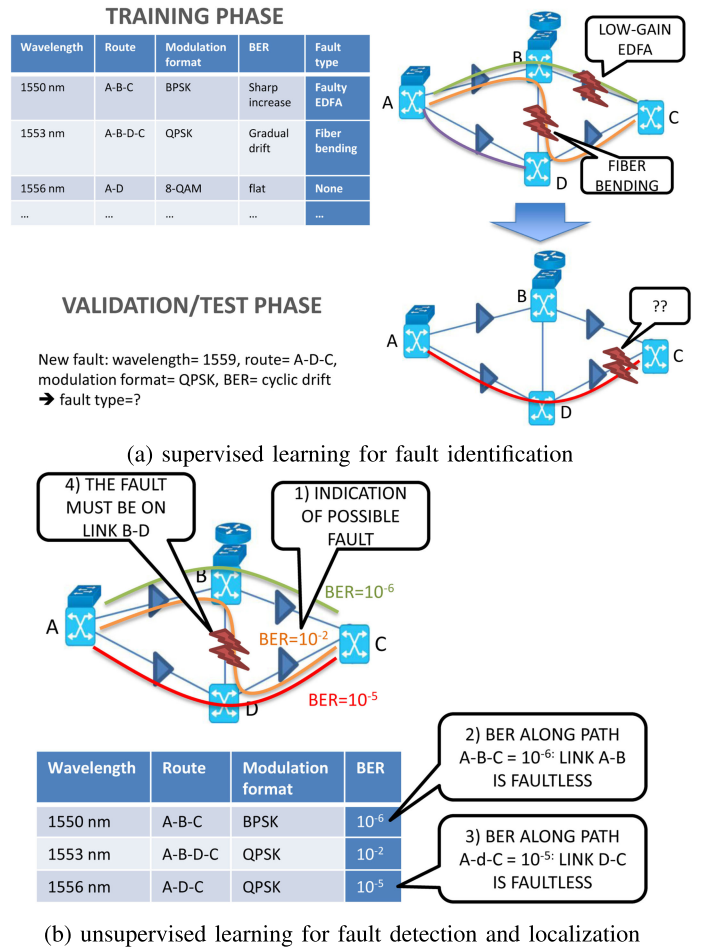 TRAINING PHASE
Wavelength Route Modulation format BER Fault type
1550 nm A-B-C BPSK Sharp increase Faulty EDFA
1553 nm A-B-D-C QPSK Gradual drift Fiber bending
1556 nm A-D 8-QAM flat None
... ... ... ... ...
LOW-GAIN
EDFA
B
A
C
D
FIBER
BENDING
VALIDATION/TEST PHASE
New fault: wavelength= 1559, route= A-D-C,
modulation format= QPSK, BER= cyclic drift
➔ fault type=?
??
B
A
C
D
(a) supervised learning for fault identification
4) THE FAULT
MUST BE ON
LINK B-D
1) INDICATION
OF POSSIBLE
FAULT
B
BER=10⁻⁶
A
BER=10⁻²
C
D
BER=10⁻⁵
Wavelength Route Modulation format BER
1550 nm A-B-C BPSK 10⁻⁶
1553 nm A-B-D-C QPSK 10⁻²
1556 nm A-D-C QPSK 10⁻⁵
2) BER ALONG PATH
A-B-C = 10⁻⁶: LINK A-B
IS FAULTLESS
3) BER ALONG PATH
A-d-C = 10⁻⁵: LINK D-C
IS FAULTLESS
(b) unsupervised learning for fault detection and localization